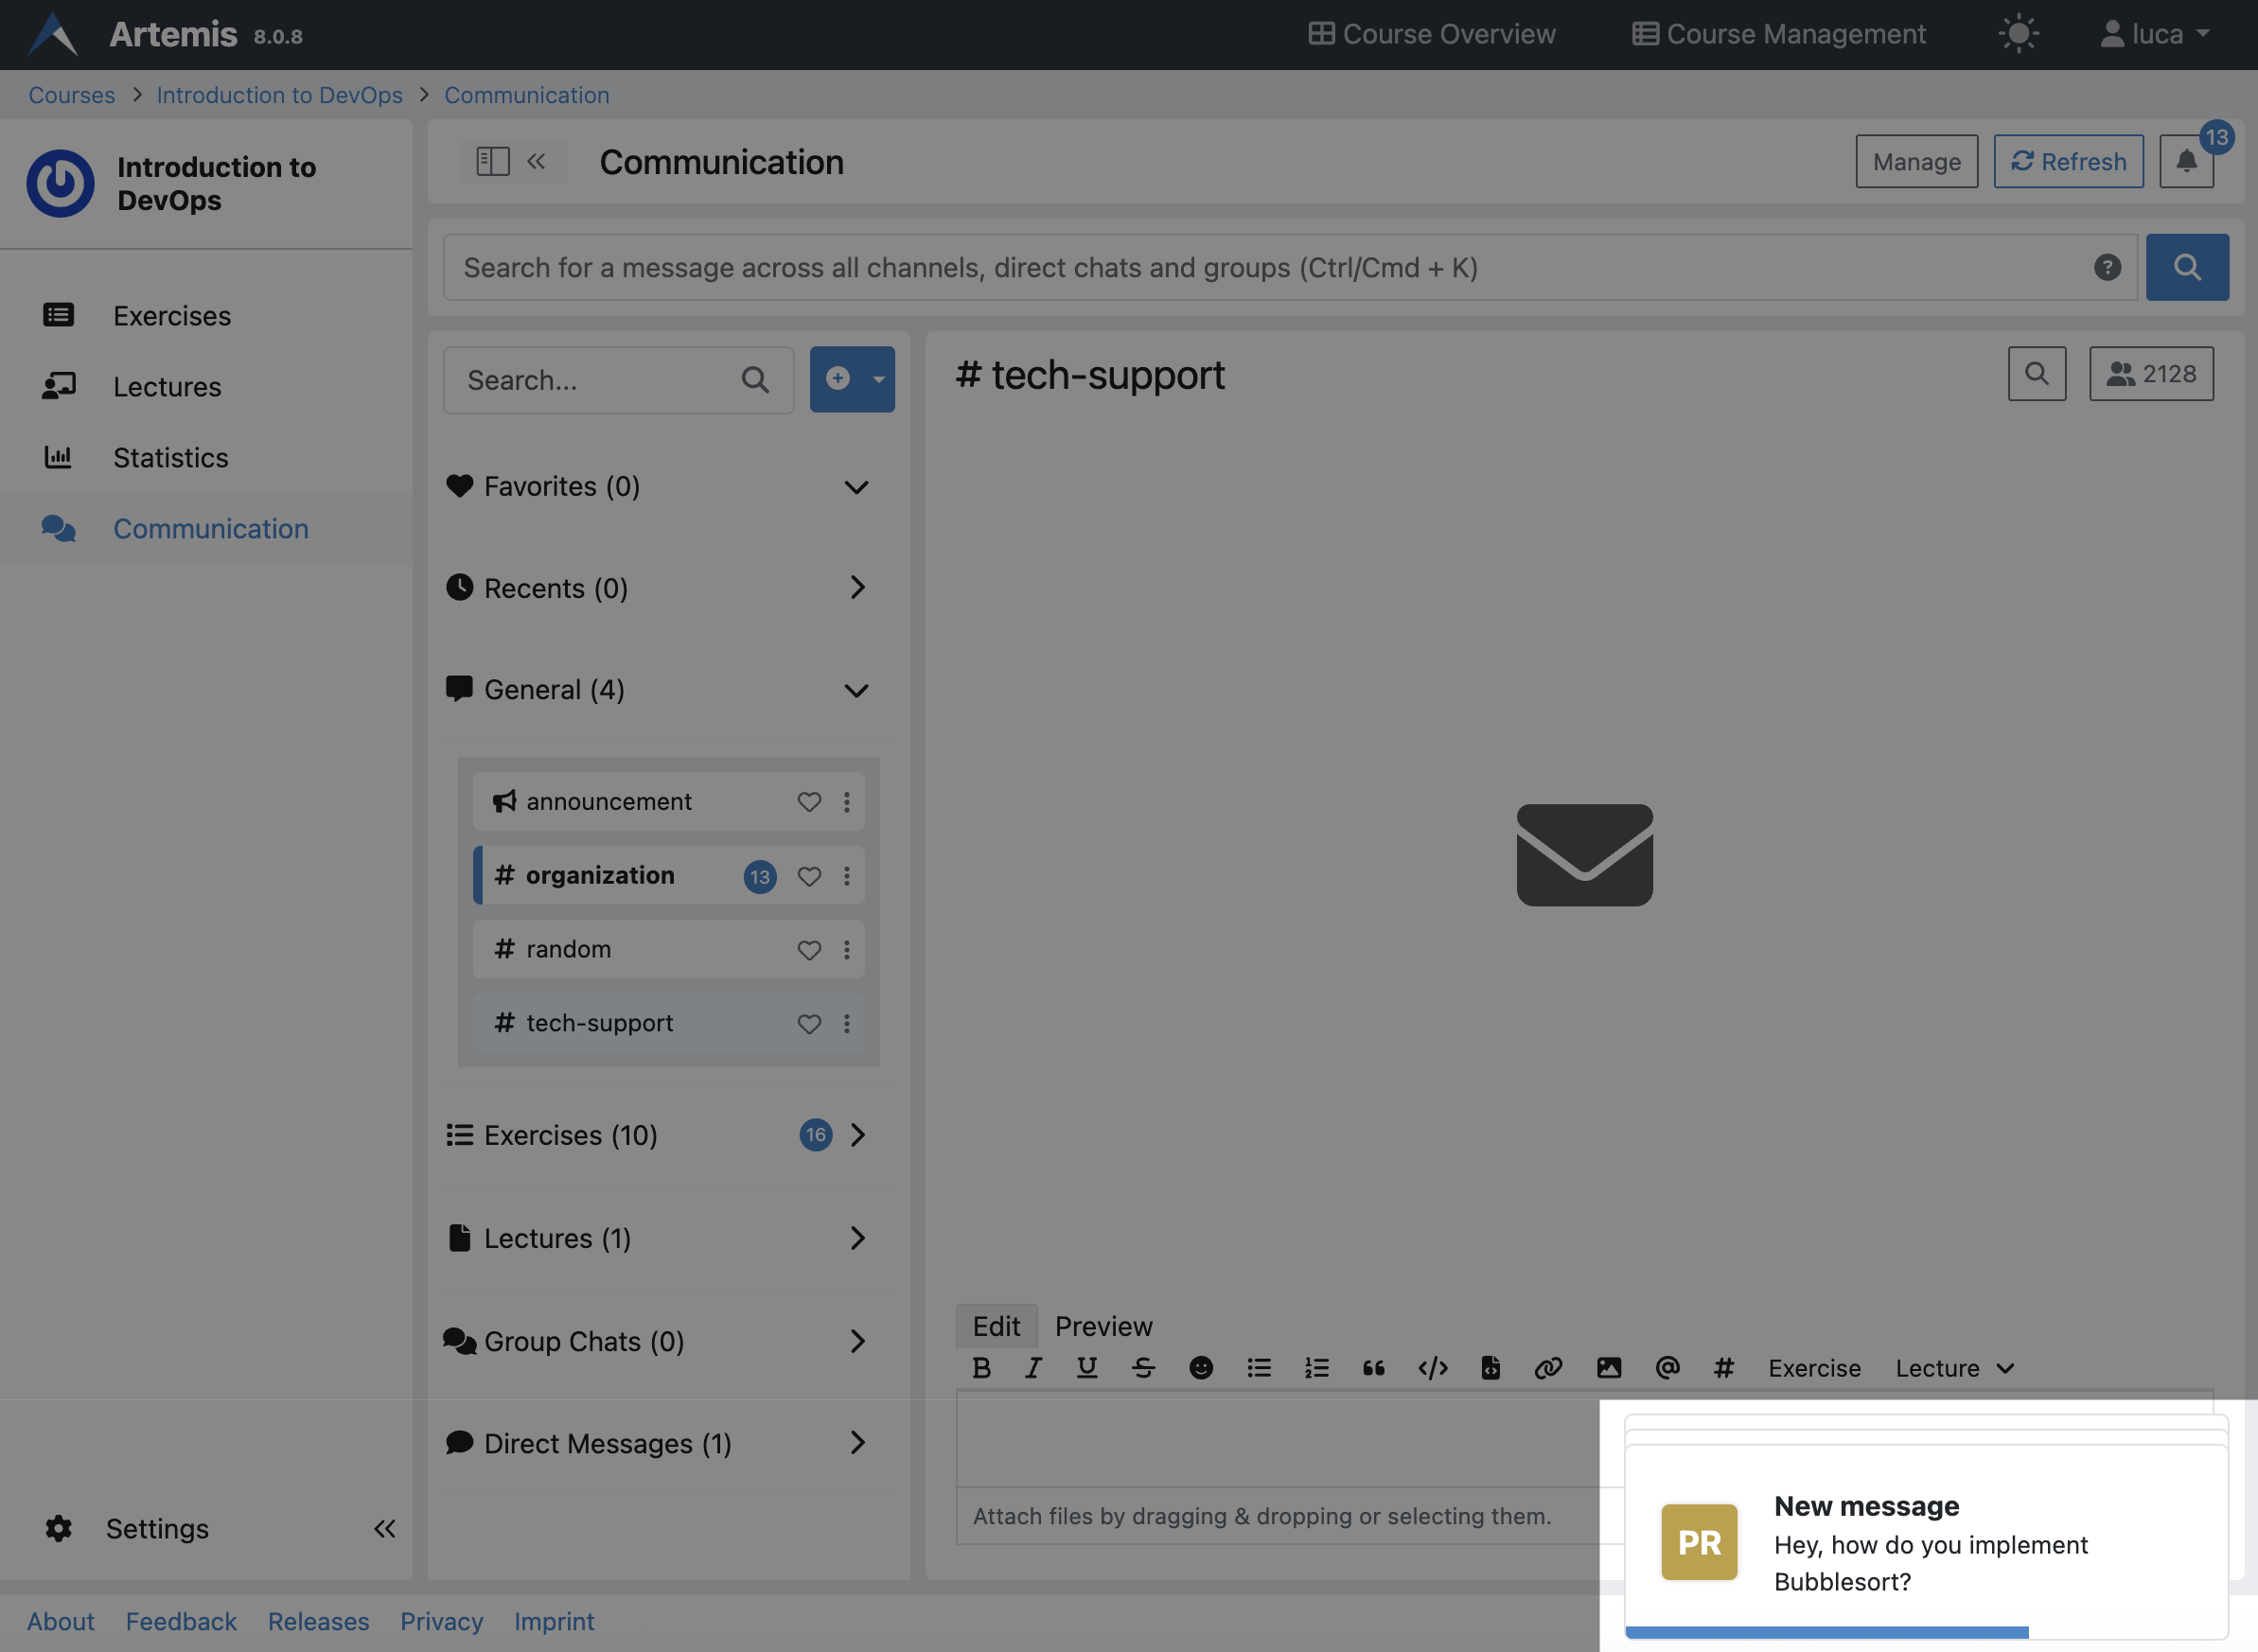 Artemis 8.0.8
Course Overview
Course Management
luca
Courses > Introduction to DevOps > Communication
Introduction to
DevOps
Exercises
Lectures
Statistics
Communication
Settings
Communication
Manage
Refresh
13
Search for a message across all channels, direct chats and groups (Ctrl/Cmd + K)
?
Search...
Favorites (0)
Recents (0)
General (4)
announcement
# organization 13
# random
# tech-support
Exercises (10) 16
Lectures (1)
Group Chats (0)
Direct Messages (1)
# tech-support
2128
Edit Preview
B I U S </> @ # Exercise Lecture
Attach files by dragging & dropping or selecting them.
PR
New message
Hey, how do you implement
Bubblesort?
About Feedback Releases Privacy Imprint